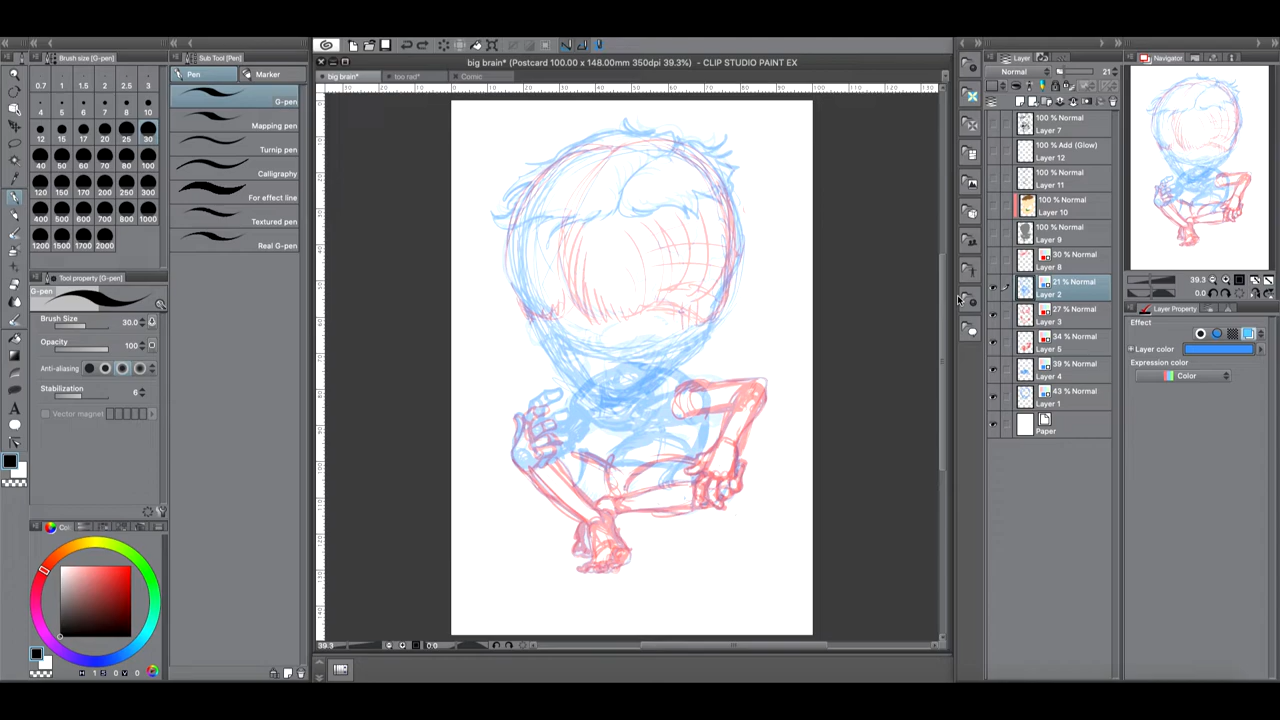 big brain* (Postcard 100.00 x 148.00mm 350dpi 39.3%) - CLIP STUDIO PAINT EX
Brush size [G-pen]
Sub Tool [Pen]
Layer
Navigator
big brain*
too rad*
Comic
Pen
Marker
0.7 1 1.5 2 2.5 3
4 5 6 7 8 10
12 15 17 20 25 30
40 50 60 70 80 100
120 150 170 200 250 300
400 500 600 700 800 1000
1200 1500 1700 2000
G-pen
Mapping pen
Turnip pen
Calligraphy
For effect line
Textured pen
Real G-pen
Tool property [G-pen]
G-pen
Brush Size 30.0
Opacity 100
Anti-aliasing
Stabilization 6
Vector magnet
Normal 21
100 % Normal
Layer 7
100 % Add (Glow)
Layer 12
100 % Normal
Layer 11
100 % Normal
Layer 10
100 % Normal
Layer 9
30 % Normal
Layer 8
21 % Normal
Layer 2
27 % Normal
Layer 3
34 % Normal
Layer 5
39 % Normal
Layer 4
43 % Normal
Layer 1
Paper
39.3
0.0
Layer Property
Effect
Layer color
Expression color
Color
39.3
0.0